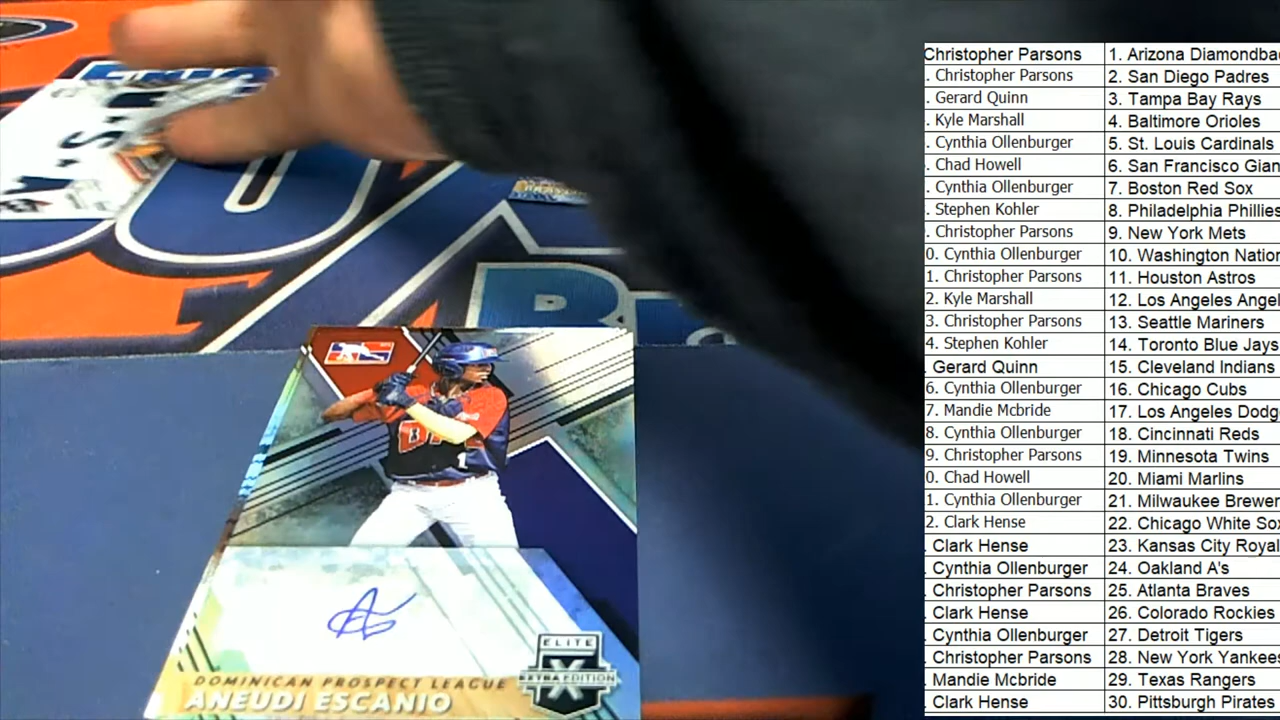 Christopher Parsons 1. Arizona Diamondba
. Christopher Parsons 2. San Diego Padres
. Gerard Quinn 3. Tampa Bay Rays
. Kyle Marshall 4. Baltimore Orioles
. Cynthia Ollenburger 5. St. Louis Cardinals
. Chad Howell 6. San Francisco Gian
. Cynthia Ollenburger 7. Boston Red Sox
. Stephen Kohler 8. Philadelphia Phillies
. Christopher Parsons 9. New York Mets
0. Cynthia Ollenburger 10. Washington Nation
1. Christopher Parsons 11. Houston Astros
2. Kyle Marshall 12. Los Angeles Angel
3. Christopher Parsons 13. Seattle Mariners
4. Stephen Kohler 14. Toronto Blue Jays
. Gerard Quinn 15. Cleveland Indians
6. Cynthia Ollenburger 16. Chicago Cubs
7. Mandie Mcbride 17. Los Angeles Dodg
8. Cynthia Ollenburger 18. Cincinnati Reds
9. Christopher Parsons 19. Minnesota Twins
0. Chad Howell 20. Miami Marlins
1. Cynthia Ollenburger 21. Milwaukee Brewer
2. Clark Hense 22. Chicago White Sox
. Clark Hense 23. Kansas City Royal
. Cynthia Ollenburger 24. Oakland A's
. Christopher Parsons 25. Atlanta Braves
. Clark Hense 26. Colorado Rockies
. Cynthia Ollenburger 27. Detroit Tigers
. Christopher Parsons 28. New York Yankees
. Mandie Mcbride 29. Texas Rangers
. Clark Hense 30. Pittsburgh Pirates
1
ELITE
X
EXTRA EDITION
DOMINICAN PROSPECT LEAGUE
ANEUDI ESCANIO